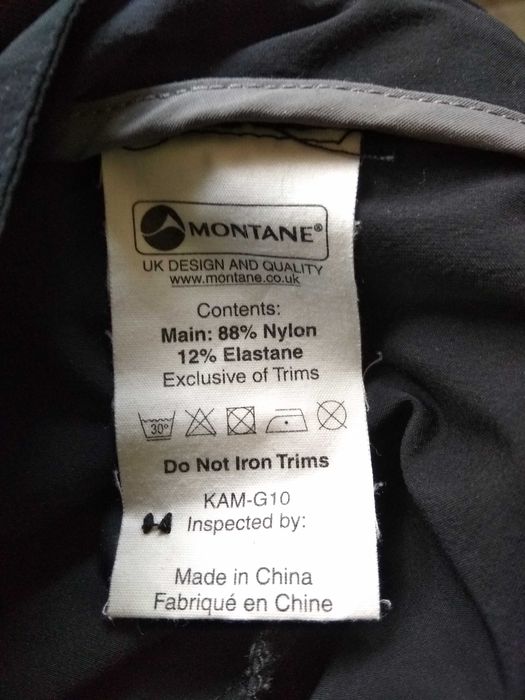 MONTANE®
UK DESIGN AND QUALITY
www.montane.co.uk
Contents:
Main: 88% Nylon
12% Elastane
Exclusive of Trims
30°
Do Not Iron Trims
KAM-G10
Inspected by:
Made in China
Fabriqué en Chine